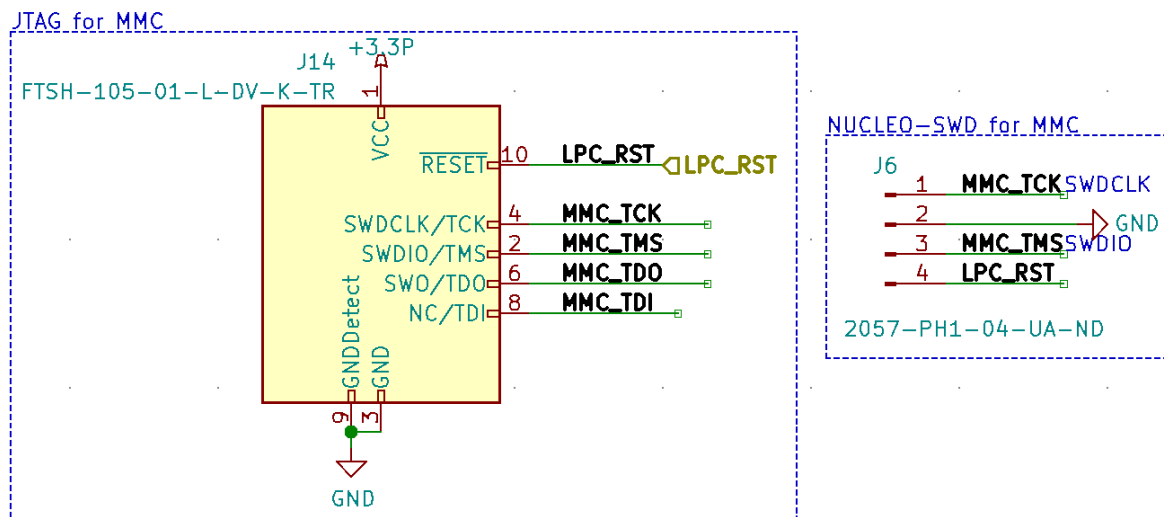 JTAG for MMC
+3.3P
J14
FTSH-105-01-L-DV-K-TR
1
VCC
RESET 10 LPC_RST LPC_RST
SWDCLK/TCK 4 MMC_TCK
SWDIO/TMS 2 MMC_TMS
SWO/TDO 6 MMC_TDO
NC/TDI 8 MMC_TDI
GNDDetect
GND
9
3
GND
NUCLEO-SWD for MMC
J6
1 MMC_TCK SWDCLK
2 GND
3 MMC_TMS SWDIO
4 LPC_RST
2057-PH1-04-UA-ND